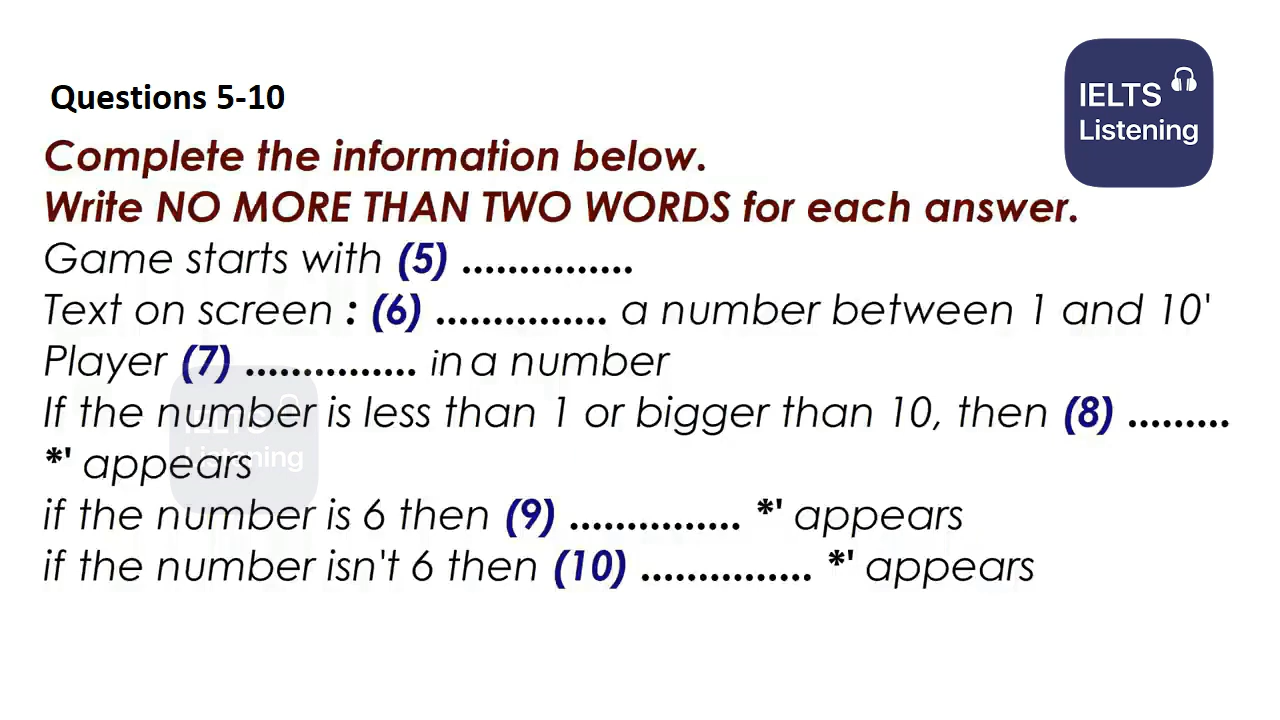 IELTS
Listening
Questions 5-10
Complete the information below.
Write NO MORE THAN TWO WORDS for each answer.
Game starts with (5) ...............
Text on screen : (6) ............... a number between 1 and 10'
Player (7) ............... in a number
If the number is less than 1 or bigger than 10, then (8) .........
*' appears
if the number is 6 then (9) ............... *' appears
if the number isn't 6 then (10) ............... *' appears
IELTS
Listening